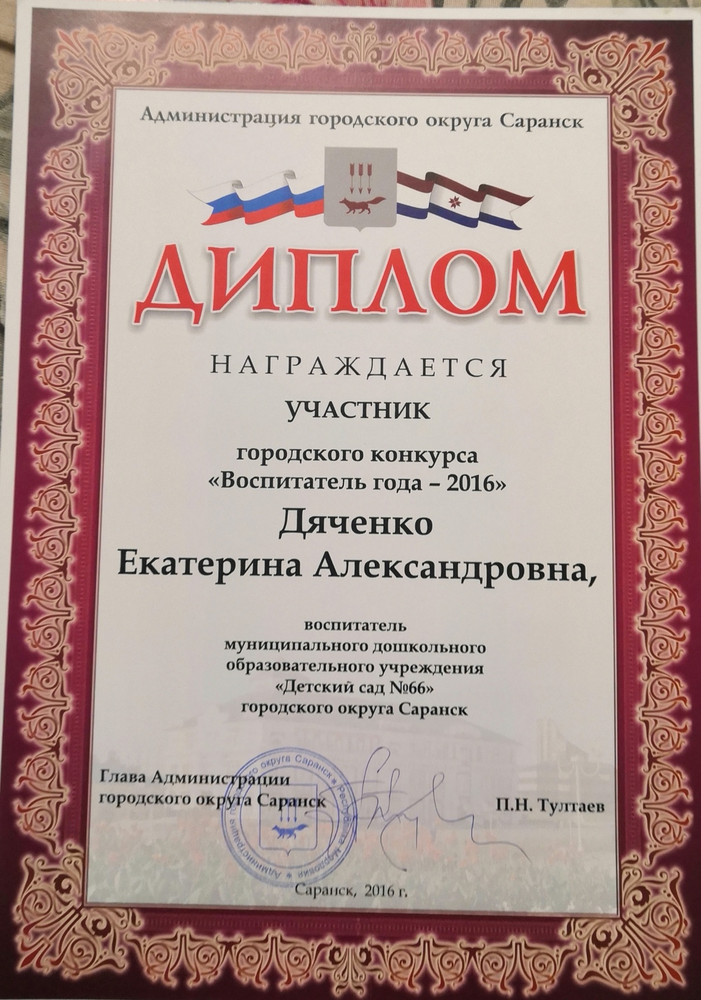 Администрация городского округа Саранск
ДИПЛОМ
НАГРАЖДАЕТСЯ
УЧАСТНИК
городского конкурса
«Воспитатель года – 2016»
Дяченко
Екатерина Александровна,
воспитатель
муниципального дошкольного
образовательного учреждения
«Детский сад №66»
городского округа Саранск
Глава Администрации
городского округа Саранск
П.Н. Тултаев
Администрация городского округа Саранск * Республика Мордовия *
Саранск, 2016 г.